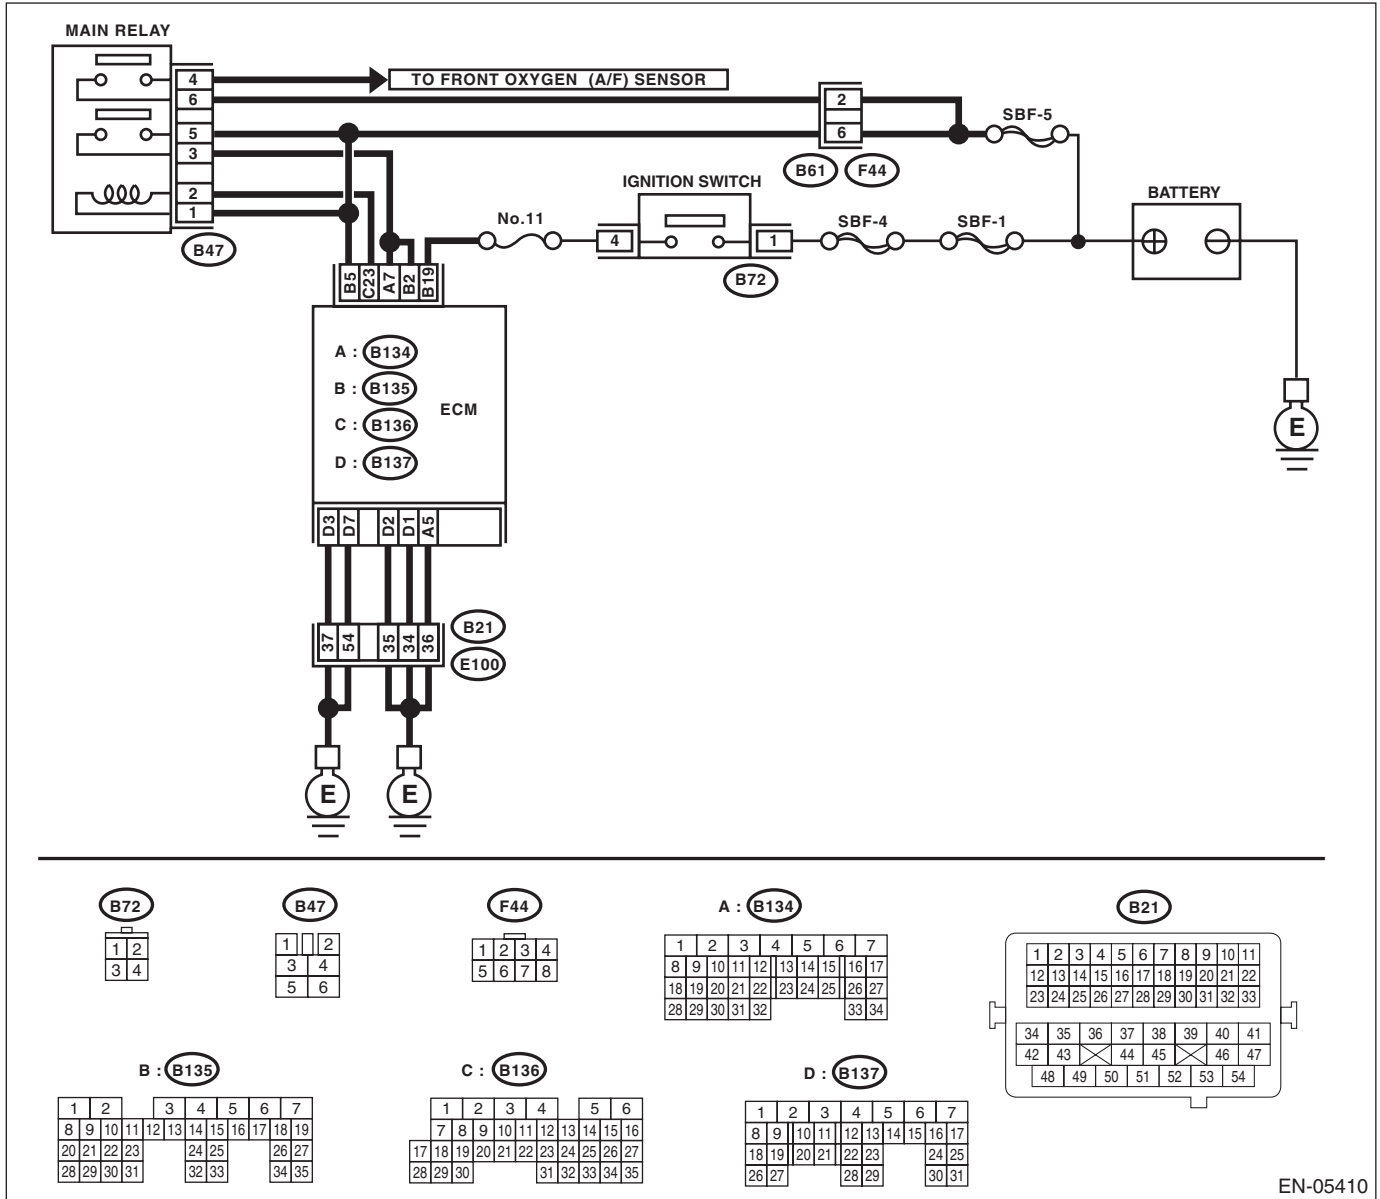 MAIN RELAY
4
6
5
3
2
1
B47
TO FRONT OXYGEN (A/F) SENSOR
2
6
B61 F44
SBF-5
IGNITION SWITCH
No.11
4
1
B72
SBF-4
SBF-1
BATTERY
E
B5 C23 A7 B2 B19
A : B134
B : B135
C : B136
D : B137
ECM
D3 D7 D2 D1 A5
37 54 35 34 36
B21
E100
E E
B72
1 2
3 4
B47
1 2
3 4
5 6
F44
1 2 3 4
5 6 7 8
A : B134
1 2 3 4 5 6 7
8 9 10 11 12 13 14 15 16 17
18 19 20 21 22 23 24 25 26 27
28 29 30 31 32 33 34
B21
1 2 3 4 5 6 7 8 9 10 11
12 13 14 15 16 17 18 19 20 21 22
23 24 25 26 27 28 29 30 31 32 33
34 35 36 37 38 39 40 41
42 43 44 45 46 47
48 49 50 51 52 53 54
B : B135
1 2 3 4 5 6 7
8 9 10 11 12 13 14 15 16 17 18 19
20 21 22 23 24 25 26 27
28 29 30 31 32 33 34 35
C : B136
1 2 3 4 5 6
7 8 9 10 11 12 13 14 15 16
17 18 19 20 21 22 23 24 25 26 27
28 29 30 31 32 33 34 35
D : B137
1 2 3 4 5 6 7
8 9 10 11 12 13 14 15 16 17
18 19 20 21 22 23 24 25
26 27 28 29 30 31
EN-05410